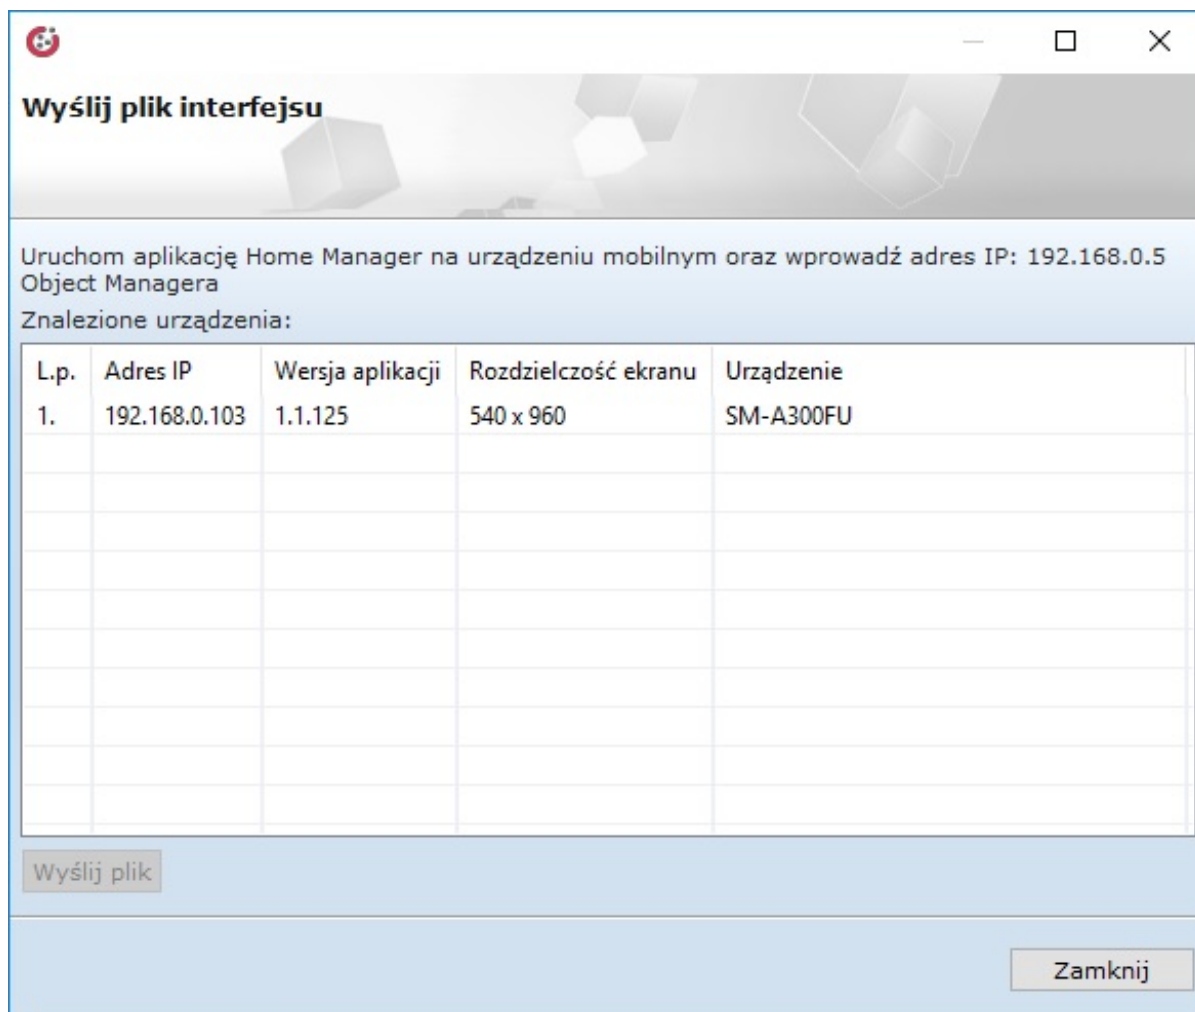 Wyślij plik interfejsu
Uruchom aplikację Home Manager na urządzeniu mobilnym oraz wprowadź adres IP: 192.168.0.5
Object Managera
Znalezione urządzenia:
L.p. Adres IP Wersja aplikacji Rozdzielczość ekranu Urządzenie
1. 192.168.0.103 1.1.125 540 x 960 SM-A300FU
Wyślij plik
Zamknij